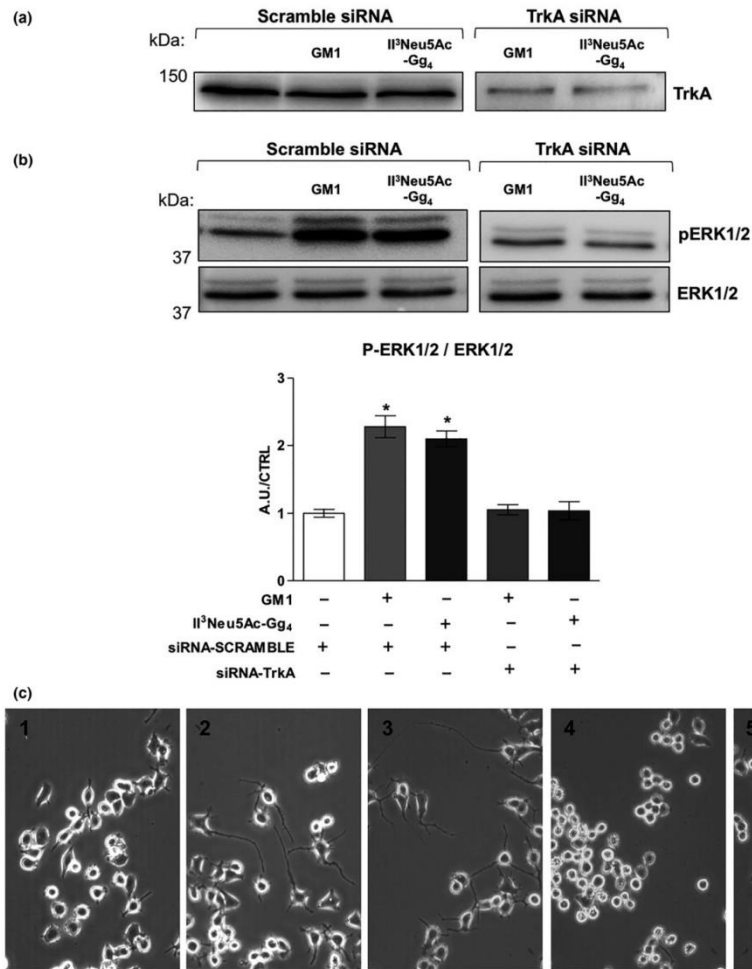 (a)
Scramble siRNA TrkA siRNA
kDa: GM1 II³Neu5Ac-Gg₄ GM1 II³Neu5Ac-Gg₄
150
TrkA
(b)
Scramble siRNA TrkA siRNA
kDa: GM1 II³Neu5Ac-Gg₄ GM1 II³Neu5Ac-Gg₄
pERK1/2
37
ERK1/2
37
P-ERK1/2 / ERK1/2
A.U./CTRL
3
2
1
0
* *
GM1 – + – + –
II³Neu5Ac-Gg₄ – – + – +
siRNA-SCRAMBLE + + + – –
siRNA-TrkA – – – + +
(c)
1 2 3 4 5